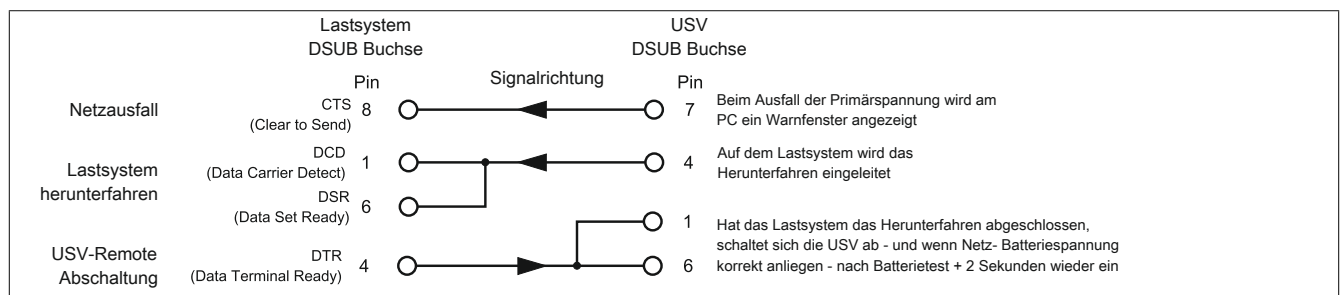 Lastsystem
DSUB Buchse
USV
DSUB Buchse
Pin
Signalrichtung
Pin
Netzausfall
CTS
(Clear to Send)
8
7
Beim Ausfall der Primärspannung wird am
PC ein Warnfenster angezeigt
Lastsystem
herunterfahren
DCD
(Data Carrier Detect)
1
4
Auf dem Lastsystem wird das
Herunterfahren eingeleitet
DSR
(Data Set Ready)
6
1
Hat das Lastsystem das Herunterfahren abgeschlossen,
schaltet sich die USV ab - und wenn Netz- Batteriespannung
korrekt anliegen - nach Batterietest + 2 Sekunden wieder ein
USV-Remote
Abschaltung
DTR
(Data Terminal Ready)
4
6